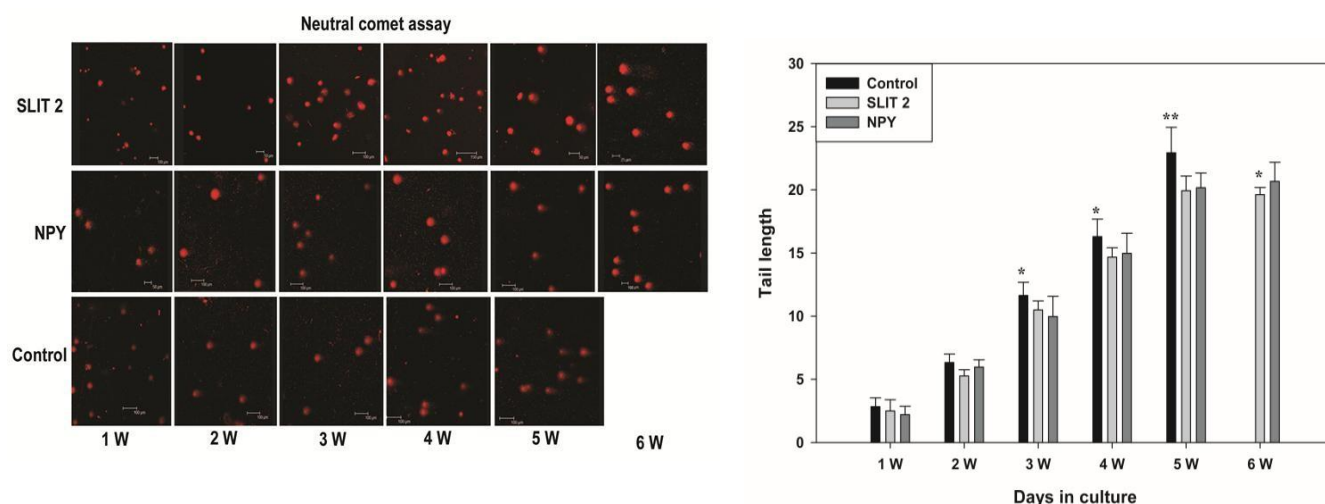 Neutral comet assay
SLIT 2
NPY
Control
1 W 2 W 3 W 4 W 5 W 6 W
30
25
20
15
10
5
0
Tail length
Control
SLIT 2
NPY
* * ** *
1 W 2 W 3 W 4 W 5 W 6 W
Days in culture